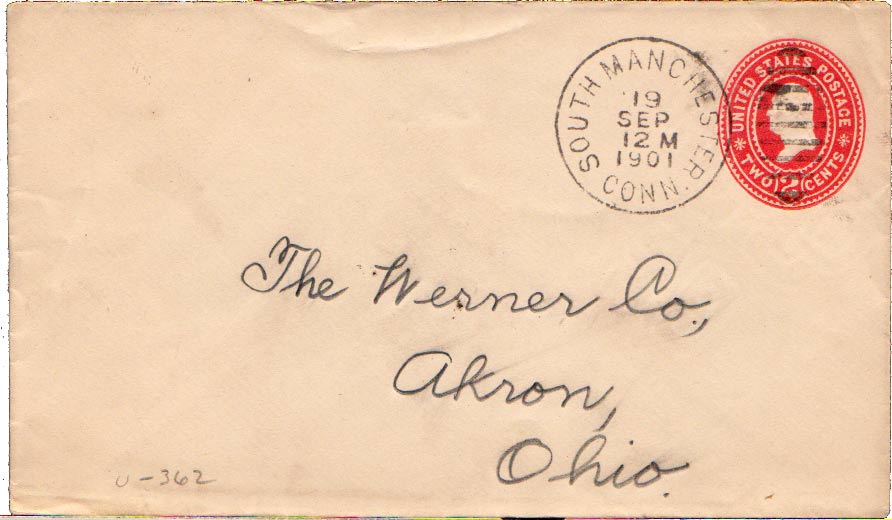 SOUTH MANCHESTER
CONN.
19
SEP
12 M
1901
UNITED STATES POSTAGE
TWO 2 CENTS
The Werner Co.,
Akron,
Ohio.
U-362